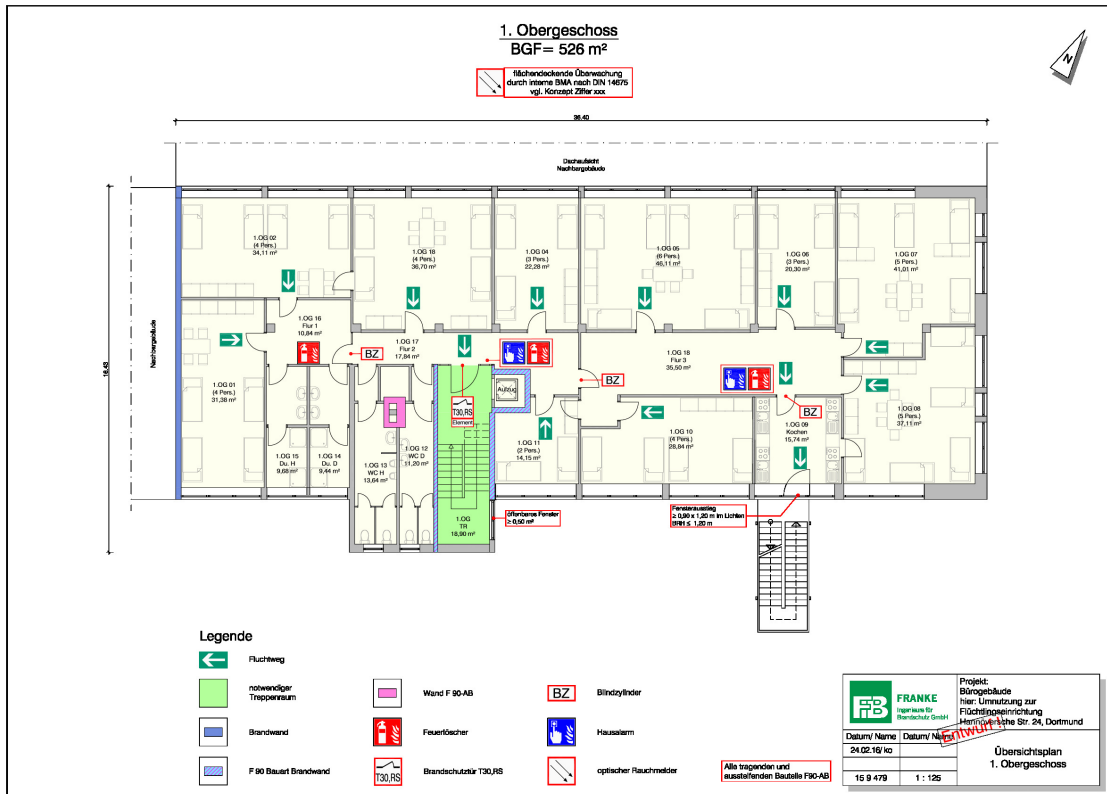 1. Obergeschoss
BGF= 526 m²
N
flächendeckende Überwachung
durch interne BMA nach DIN 14675
vgl. Konzept Ziffer xxx
36.40
Dachaufsicht
Nachbargebäude
16.43
Nachbargebäude
1.OG 02
(4 Pers.)
34,11 m²
1.OG 18
(4 Pers.)
36,70 m²
1.OG 04
(3 Pers.)
22,28 m²
1.OG 05
(6 Pers.)
46,11 m²
1.OG 06
(3 Pers.)
20,30 m²
1.OG 07
(5 Pers.)
41,01 m²
1.OG 16
Flur 1
10,84 m²
1.OG 17
Flur 2
17,84 m²
BZ
1.OG 18
Flur 3
35,50 m²
BZ
BZ
1.OG 01
(4 Pers.)
31,38 m²
Aufzug
T30,RS
Element
1.OG 11
(2 Pers.)
14,15 m²
1.OG 10
(4 Pers.)
28,84 m²
1.OG 09
Kochen
15,74 m²
1.OG 08
(5 Pers.)
37,11 m²
1.OG 15
Du. H
9,68 m²
1.OG 14
Du. D
9,44 m²
1.OG 13
WC H
13,64 m²
1.OG 12
WC D
11,20 m²
1.OG
TR
18,90 m²
öffenbares Fenster
≥ 0,50 m²
Fensterausstieg
≥ 0,90 x 1,20 m im Lichten
BRH ≤ 1,20 m
Legende
Fluchtweg
notwendiger
Treppenraum
Wand F 90-AB
BZ
Blindzylinder
Brandwand
Feuerlöscher
Hausalarm
F 90 Bauart Brandwand
T30,RS
Brandschutztür T30,RS
optischer Rauchmelder
Alle tragenden und
aussteifenden Bauteile F90-AB
FiB
FRANKE
Ingenieure für
Brandschutz GmbH
Projekt:
Bürogebäude
hier: Umnutzung zur
Flüchtlingseinrichtung
Hannoversche Str. 24, Dortmund
Entwurf !
Datum/ Name
Datum/ Name
24.02.16/ ko
15 9 479
1 : 125
Übersichtsplan
1. Obergeschoss